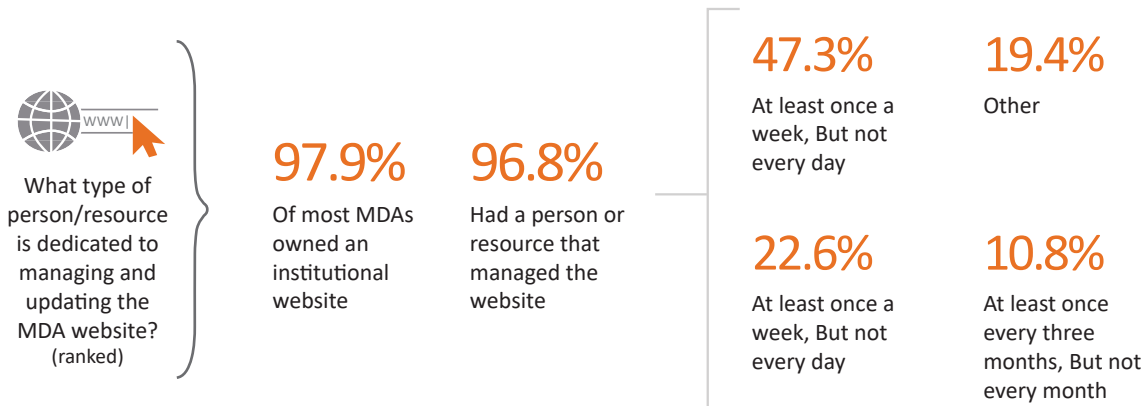 www
What type of
person/resource
is dedicated to
managing and
updating the
MDA website?
(ranked)
97.9%
Of most MDAs
owned an
institutional
website
96.8%
Had a person or
resource that
managed the
website
47.3%
At least once a
week, But not
every day
19.4%
Other
22.6%
At least once a
week, But not
every day
10.8%
At least once
every three
months, But not
every month